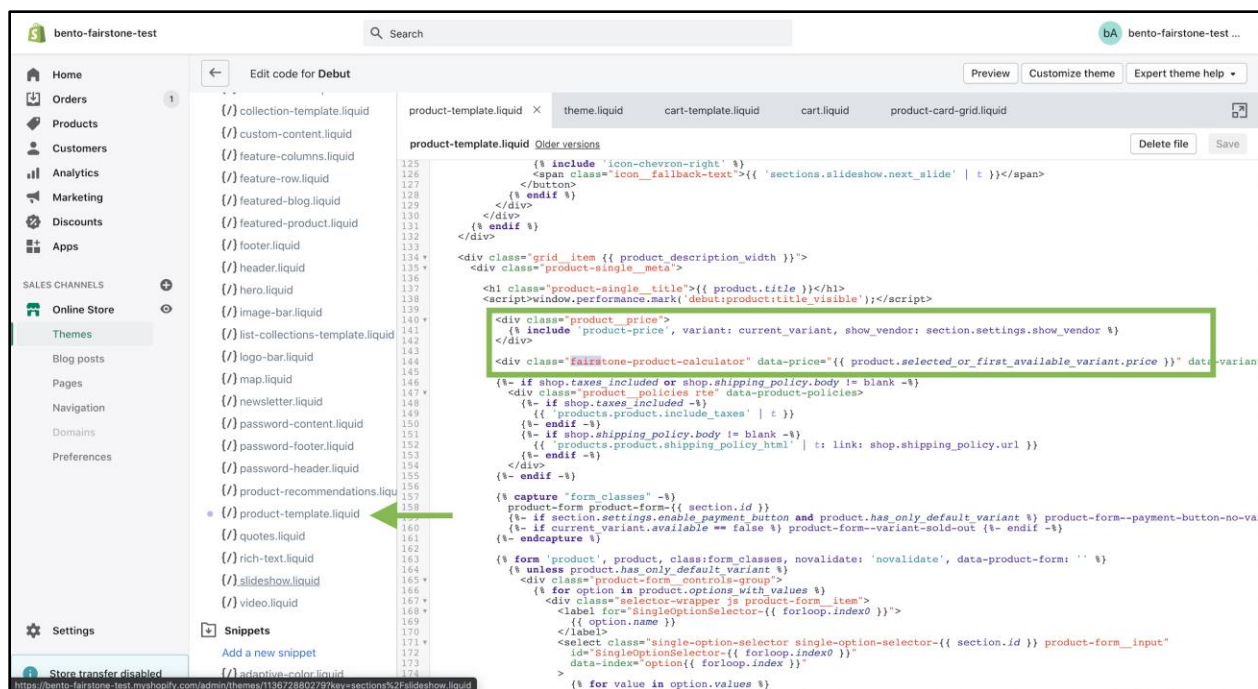 bento-fairstone-test
Search
bA bento-fairstone-test ...
Home
Orders 1
Products
Customers
Analytics
Marketing
Discounts
Apps
SALES CHANNELS
Online Store
Themes
Blog posts
Pages
Navigation
Domains
Preferences
Settings
Store transfer disabled
Edit code for Debut
Preview
Customize theme
Expert theme help
{/} collection-template.liquid
{/} custom-content.liquid
{/} feature-columns.liquid
{/} feature-row.liquid
{/} featured-blog.liquid
{/} featured-product.liquid
{/} footer.liquid
{/} header.liquid
{/} hero.liquid
{/} image-bar.liquid
{/} list-collections-template.liquid
{/} logo-bar.liquid
{/} map.liquid
{/} newsletter.liquid
{/} password-content.liquid
{/} password-footer.liquid
{/} password-header.liquid
{/} product-recommendations.liqu
{/} product-template.liquid
{/} quotes.liquid
{/} rich-text.liquid
{/} slideshow.liquid
{/} video.liquid
Snippets
Add a new snippet
{/} adaptive-color.liquid
product-template.liquid × theme.liquid cart-template.liquid cart.liquid product-card-grid.liquid
product-template.liquid Older versions
Delete file
Save
125 {% include 'icon-chevron-right' %}
126 <span class="icon__fallback-text">{{ 'sections.slideshow.next_slide' | t }}</span>
127 </button>
128 {% endif %}
129 </div>
130 </div>
131 {% endif %}
132 </div>
133
134 <div class="grid__item {{ product_description_width }}">
135 <div class="product-single__meta">
136
137 <h1 class="product-single__title">{{ product.title }}</h1>
138 <script>window.performance.mark('debut:product:title_visible');</script>
139
140 <div class="product__price">
141 {% include 'product-price', variant: current_variant, show_vendor: section.settings.show_vendor %}
142 </div>
143
144 <div class="fairstone-product-calculator" data-price="{{ product.selected_or_first_available_variant.price }}" data-variant
145
146 {%- if shop.taxes_included or shop.shipping_policy.body != blank -%}
147 <div class="product__policies rte" data-product-policies>
148 {%- if shop.taxes_included -%}
149 {{ 'products.product.include_taxes' | t }}
150 {%- endif -%}
151 {%- if shop.shipping_policy.body != blank -%}
152 {{ 'products.product.shipping_policy_html' | t: link: shop.shipping_policy.url }}
153 {%- endif -%}
154 </div>
155 {%- endif -%}
156
157 {% capture "form_classes" -%}
158 product-form product-form-{{ section.id }}
{%- if section.settings.enable_payment_button and product.has_only_default_variant %} product-form--payment-button-no-va
160 {%- if current_variant.available == false %} product-form--variant-sold-out {%- endif -%}
161 {%- endcapture %}
162
163 {% form 'product', product, class:form_classes, novalidate: 'novalidate', data-product-form: '' %}
164 {% unless product.has_only_default_variant %}
165 <div class="product-form__controls-group">
166 {% for option in product.options_with_values %}
167 <div class="selector-wrapper js product-form__item">
168 <label for="SingleOptionSelector-{{ forloop.index0 }}">
169 {{ option.name }}
170 </label>
171 <select class="single-option-selector single-option-selector-{{ section.id }} product-form__input"
172 id="SingleOptionSelector-{{ forloop.index0 }}"
173 data-index="option{{ forloop.index }}"
174 >
{% for value in option.values %}
https://bento-fairstone-test.myshopify.com/admin/themes/113672880279?key=sections%2Fslideshow.liquid